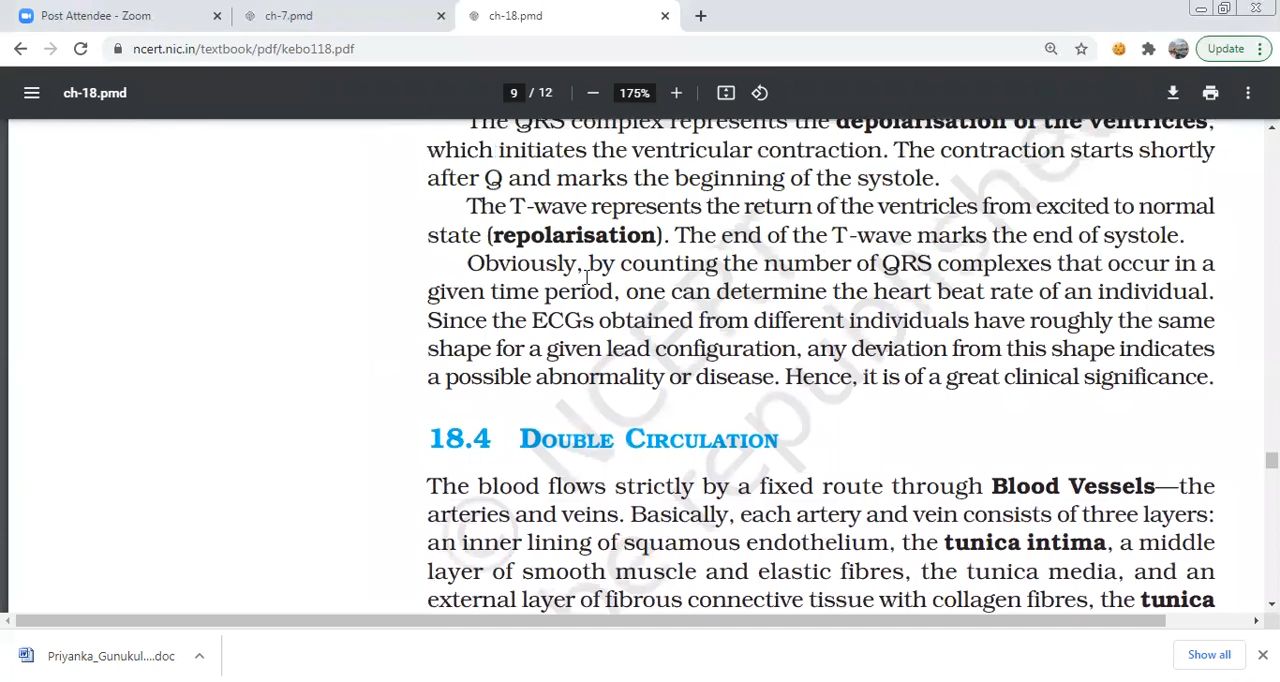 Post Attendee - Zoom
ch-7.pmd
ch-18.pmd
ncert.nic.in/textbook/pdf/kebo118.pdf
Update
ch-18.pmd
9 / 12
175%
The QRS complex represents the depolarisation of the ventricles,
which initiates the ventricular contraction. The contraction starts shortly
after Q and marks the beginning of the systole.
The T-wave represents the return of the ventricles from excited to normal
state (repolarisation). The end of the T-wave marks the end of systole.
Obviously, by counting the number of QRS complexes that occur in a
given time period, one can determine the heart beat rate of an individual.
Since the ECGs obtained from different individuals have roughly the same
shape for a given lead configuration, any deviation from this shape indicates
a possible abnormality or disease. Hence, it is of a great clinical significance.
18.4 Double Circulation
The blood flows strictly by a fixed route through Blood Vessels—the
arteries and veins. Basically, each artery and vein consists of three layers:
an inner lining of squamous endothelium, the tunica intima, a middle
layer of smooth muscle and elastic fibres, the tunica media, and an
external layer of fibrous connective tissue with collagen fibres, the tunica
© NCERT
be republished
Priyanka_Gunukul....doc
Show all